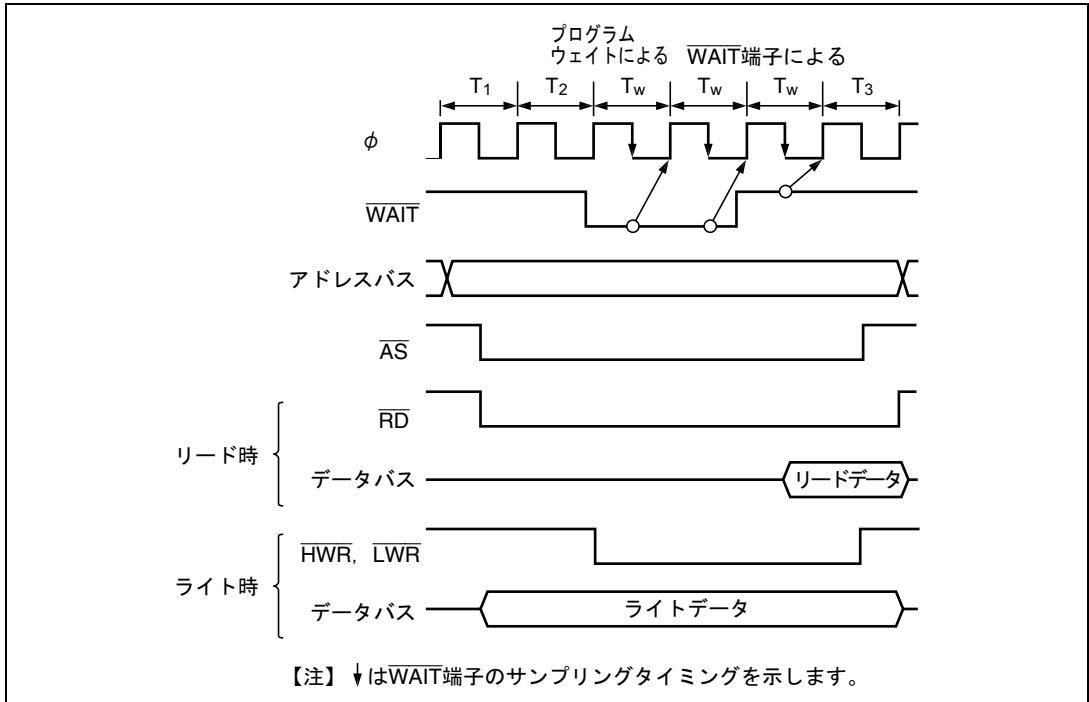 プログラム
ウェイトによる WAIT端子による
T1 T2 Tw Tw Tw T3
φ
WAIT
アドレスバス
AS
RD
リード時
データバス リードデータ
HWR, LWR
ライト時
データバス ライトデータ
【注】 ↓はWAIT端子のサンプリングタイミングを示します。